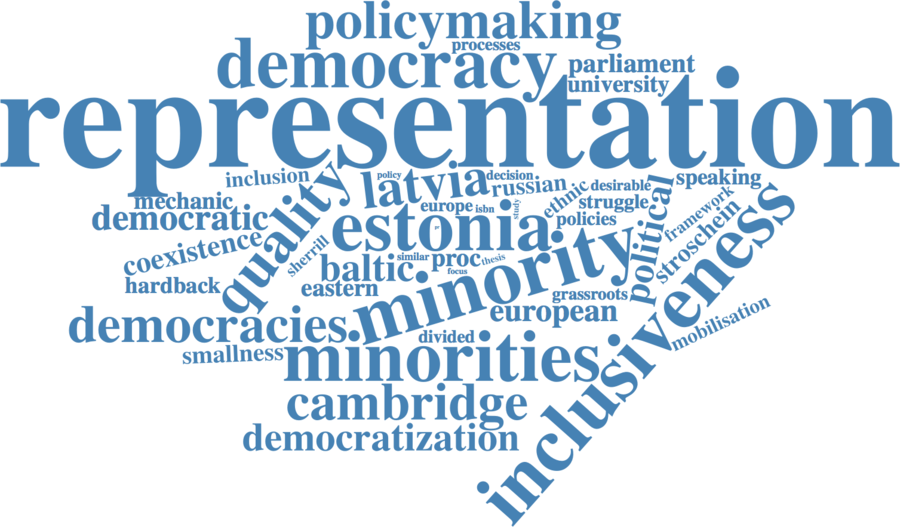 policymaking
processes
democracy
parliament
university
representation
inclusion
policy
latvia
decision
russian
ethnic
desirable
speaking
mechanic
quality
europe
isbn
study
struggle
political
framework
democratic
estonia
policies
stroschein
inclusiveness
coexistence
sherrill
baltic
similar
proc
thesis
focus
minority
hardback
eastern
grassroots
european
mobilisation
democracies
divided
smallness
minorities
cambridge
democratization